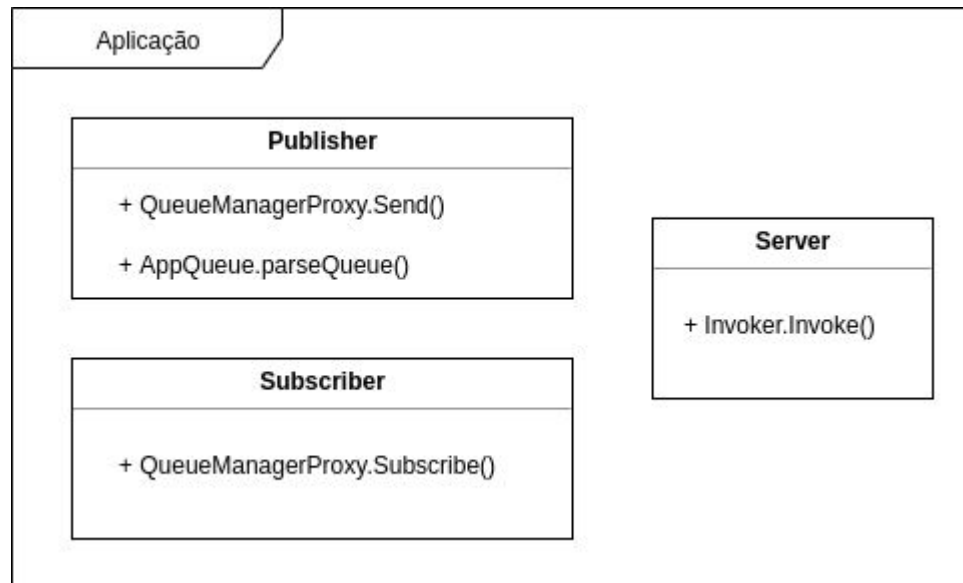 Aplicação
Publisher
+ QueueManagerProxy.Send()
+ AppQueue.parseQueue()
Server
+ Invoker.Invoke()
Subscriber
+ QueueManagerProxy.Subscribe()